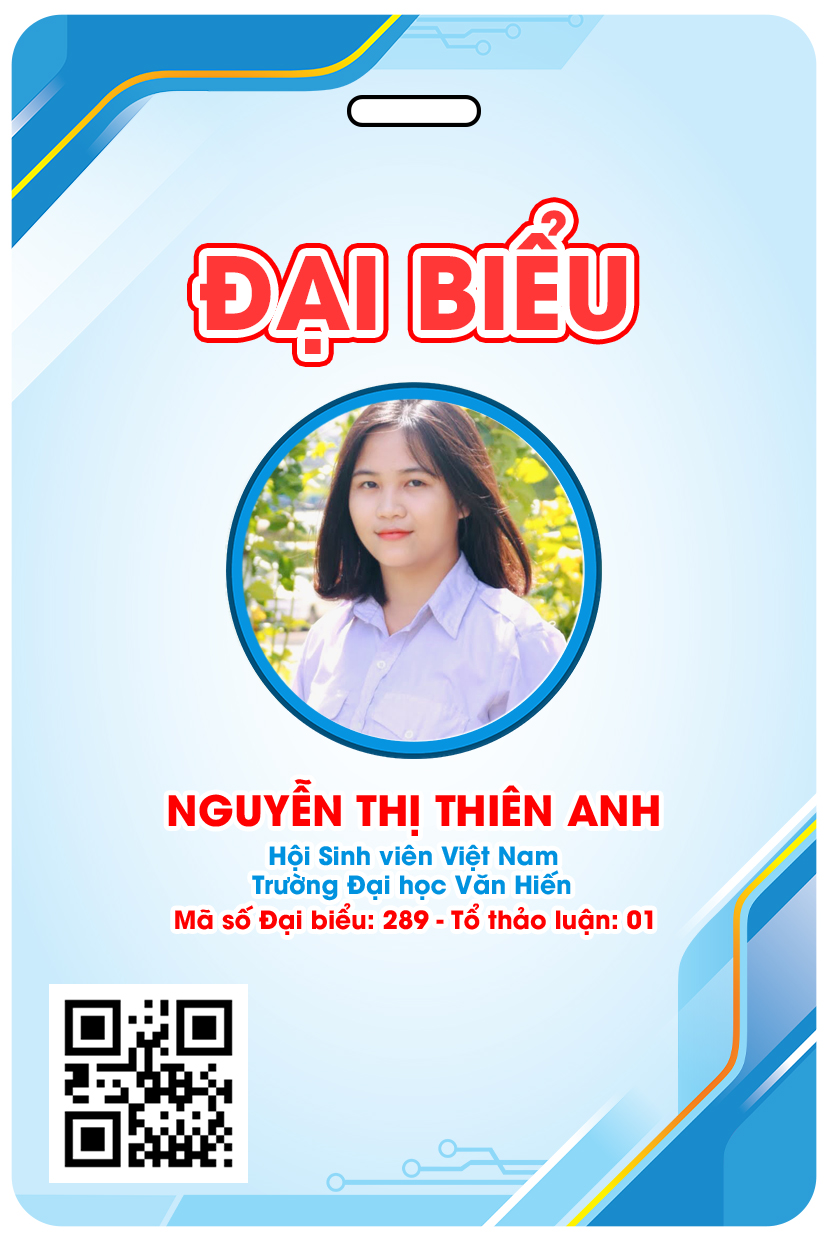 ĐẠI BIỂU
NGUYỄN THỊ THIÊN ANH
Hội Sinh viên Việt Nam
Trường Đại học Văn Hiến
Mã số Đại biểu: 289 - Tổ thảo luận: 01